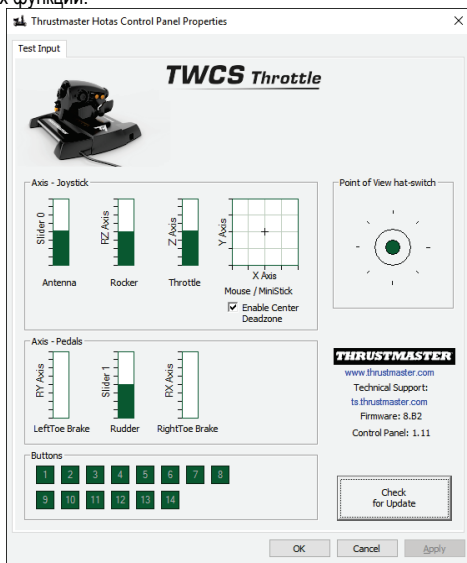 х функций.
Thrustmaster Hotas Control Panel Properties
Test Input
TWCS Throttle
Axis - Joystick
Slider 0
RZ Axis
Z Axis
Y Axis
X Axis
Antenna
Rocker
Throttle
Mouse / MiniStick
Enable Center
Deadzone
Point of View hat-switch
Axis - Pedals
RY Axis
Slider 1
RX Axis
LeftToe Brake
Rudder
RightToe Brake
THRUSTMASTER
www.thrustmaster.com
Technical Support:
ts.thrustmaster.com
Firmware: 8.B2
Control Panel: 1.11
Buttons
1 2 3 4 5 6 7 8
9 10 11 12 13 14
Check
for Update
OK
Cancel
Apply